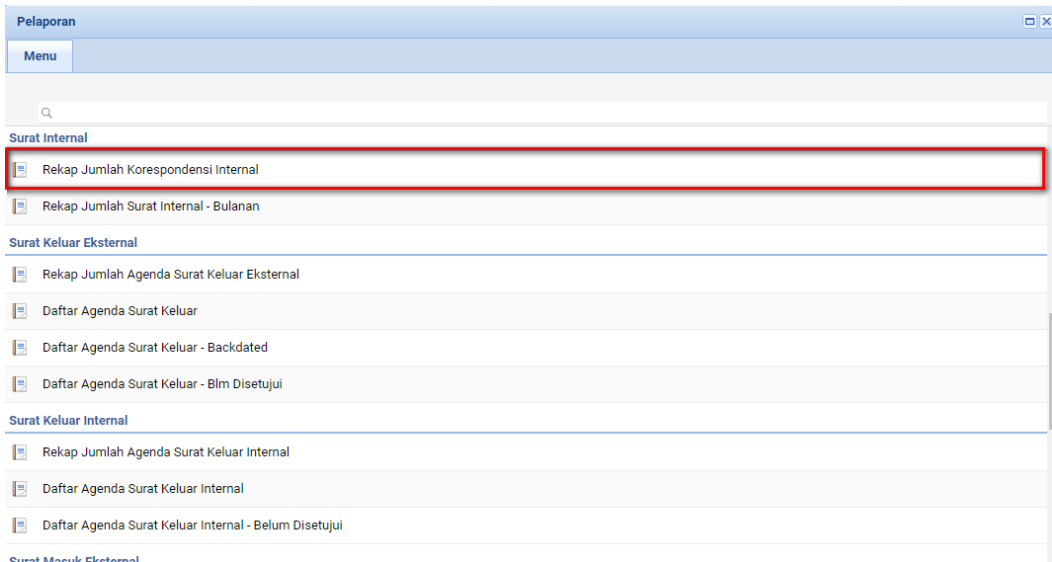 Pelaporan
Menu
Surat Internal
Rekap Jumlah Korespondensi Internal
Rekap Jumlah Surat Internal - Bulanan
Surat Keluar Eksternal
Rekap Jumlah Agenda Surat Keluar Eksternal
Daftar Agenda Surat Keluar
Daftar Agenda Surat Keluar - Backdated
Daftar Agenda Surat Keluar - Blm Disetujui
Surat Keluar Internal
Rekap Jumlah Agenda Surat Keluar Internal
Daftar Agenda Surat Keluar Internal
Daftar Agenda Surat Keluar Internal - Belum Disetujui
Surat Masuk Eksternal